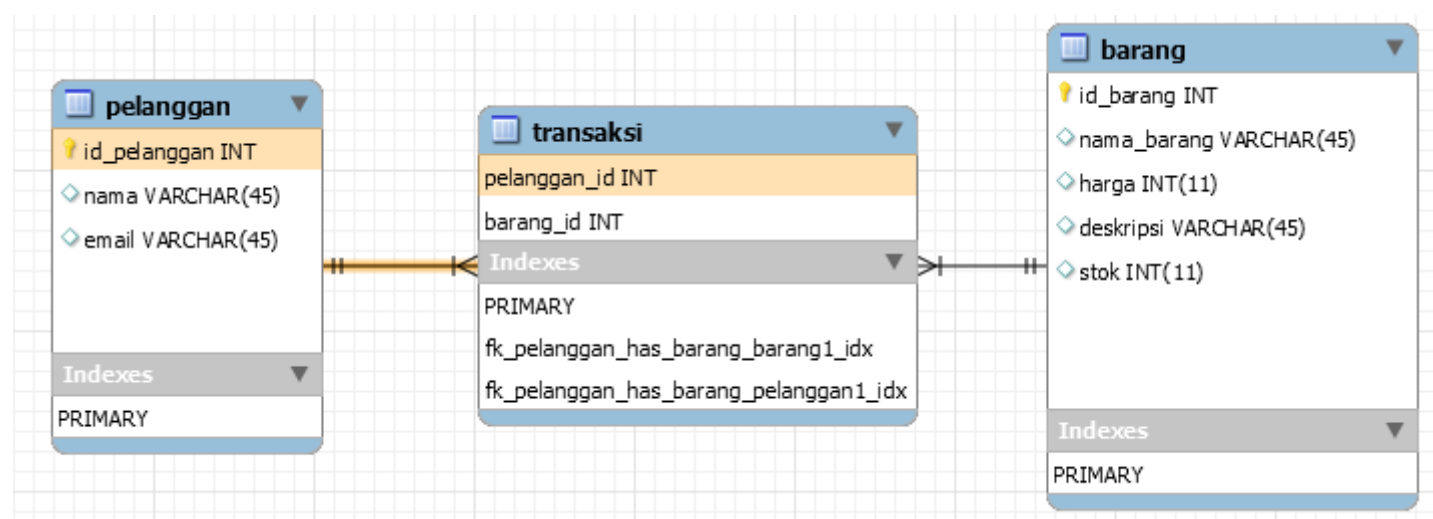 pelanggan
id_pelanggan INT
nama VARCHAR(45)
email VARCHAR(45)
Indexes
PRIMARY
transaksi
pelanggan_id INT
barang_id INT
Indexes
PRIMARY
fk_pelanggan_has_barang_barang1_idx
fk_pelanggan_has_barang_pelanggan1_idx
barang
id_barang INT
nama_barang VARCHAR(45)
harga INT(11)
deskripsi VARCHAR(45)
stok INT(11)
Indexes
PRIMARY